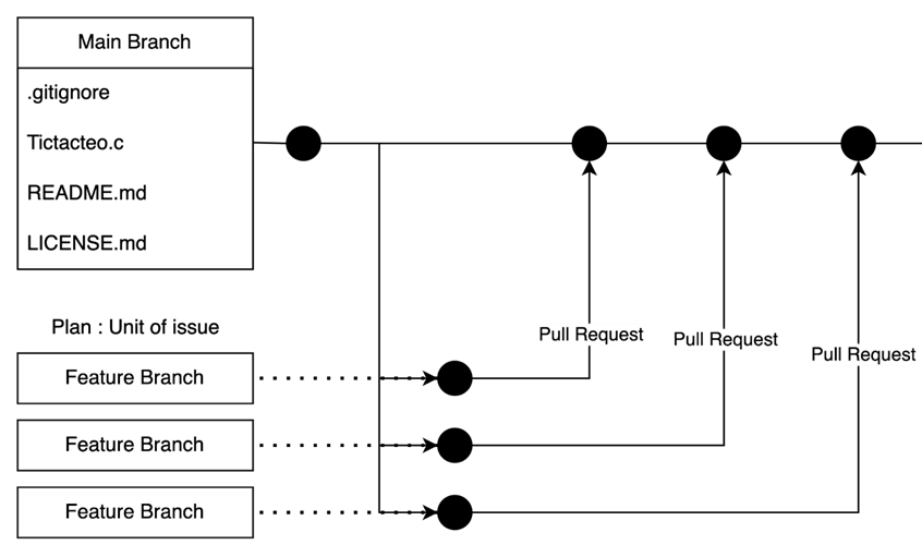 Main Branch
.gitignore
Tictacteo.c
README.md
LICENSE.md
Plan : Unit of issue
Feature Branch
Feature Branch
Feature Branch
Pull Request
Pull Request
Pull Request